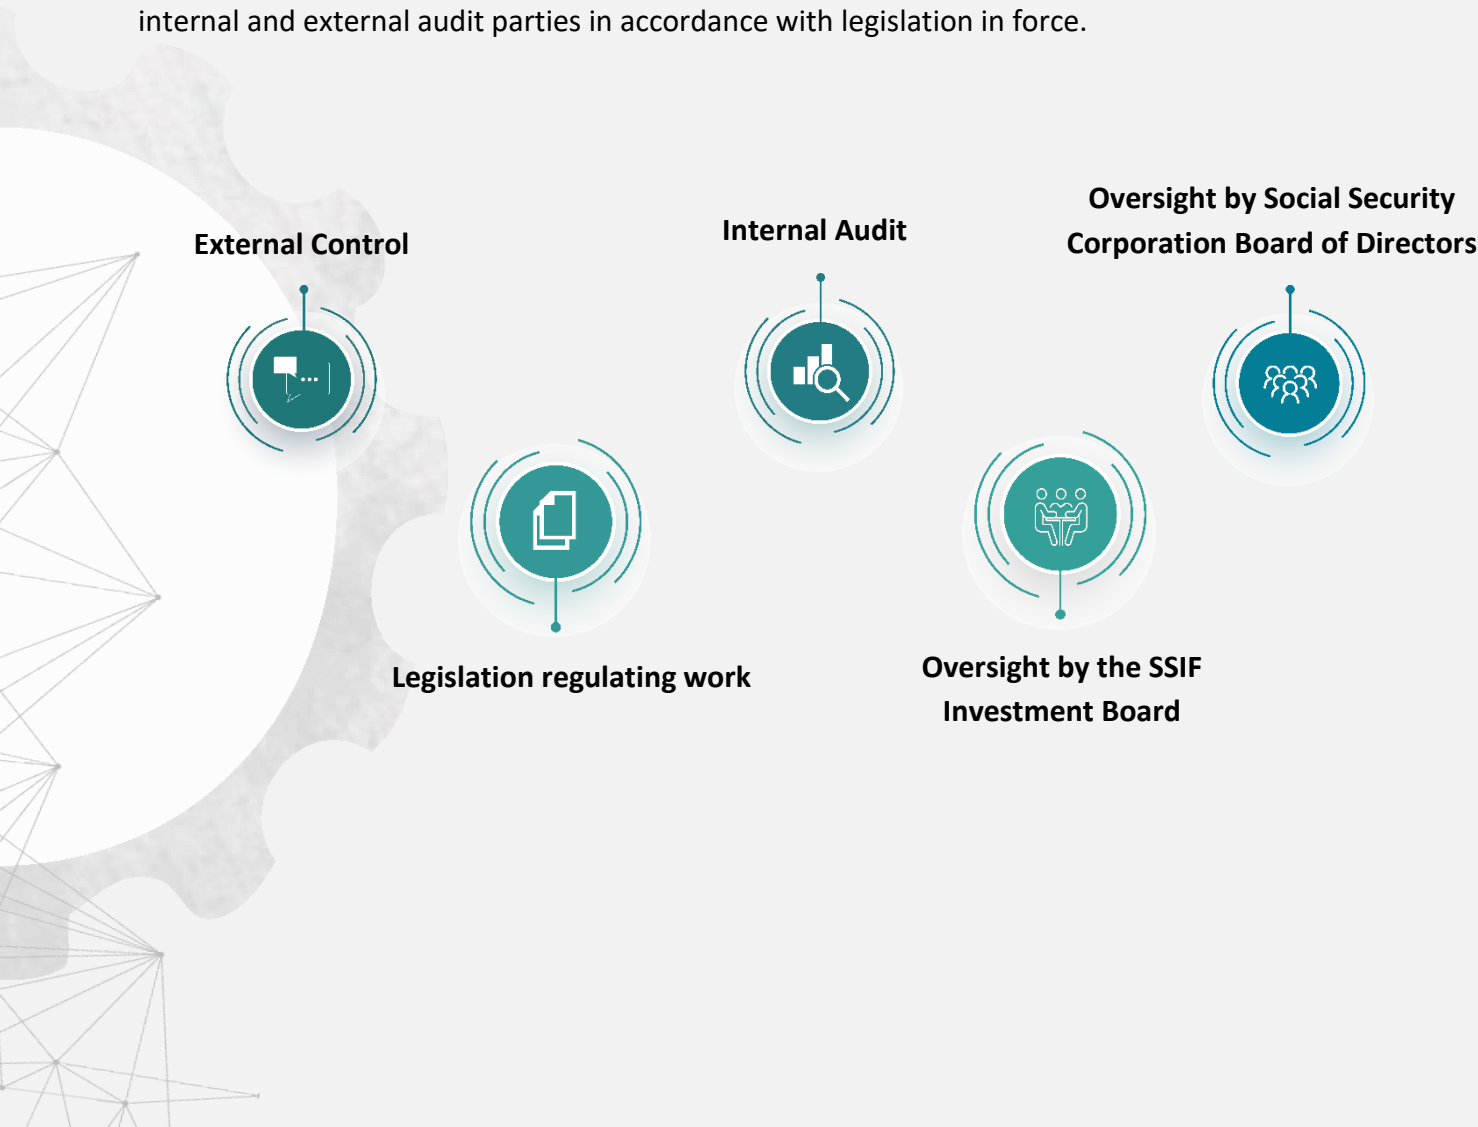 internal and external audit parties in accordance with legislation in force.
External Control
Internal Audit
Oversight by Social Security
Corporation Board of Directors
Legislation regulating work
Oversight by the SSIF
Investment Board